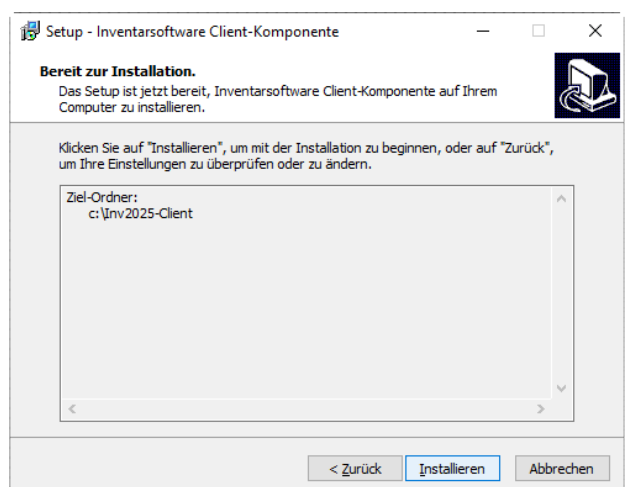 Setup - Inventarsoftware Client-Komponente
Bereit zur Installation.
Das Setup ist jetzt bereit, Inventarsoftware Client-Komponente auf Ihrem
Computer zu installieren.
Klicken Sie auf "Installieren", um mit der Installation zu beginnen, oder auf "Zurück",
um Ihre Einstellungen zu überprüfen oder zu ändern.
Ziel-Ordner:
c:\Inv2025-Client
< Zurück Installieren Abbrechen